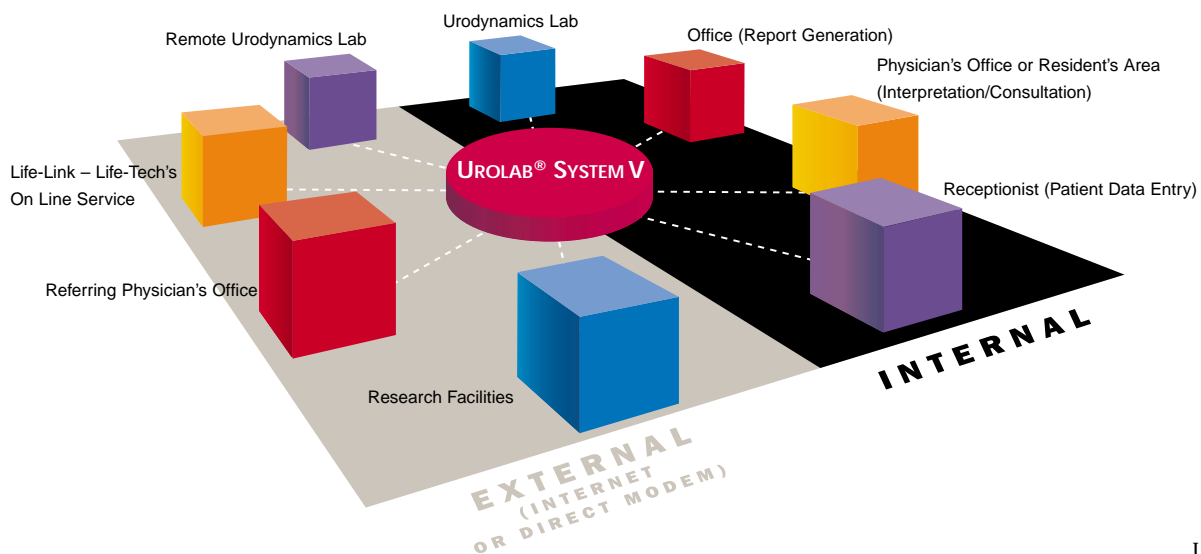 Urodynamics Lab
Remote Urodynamics Lab
Office (Report Generation)
Physician's Office or Resident's Area
(Interpretation/Consultation)
UROLAB® SYSTEM V
Life-Link – Life-Tech's
On Line Service
Receptionist (Patient Data Entry)
Referring Physician's Office
Research Facilities
INTERNAL
EXTERNAL
(INTERNET
OR DIRECT MODEM)